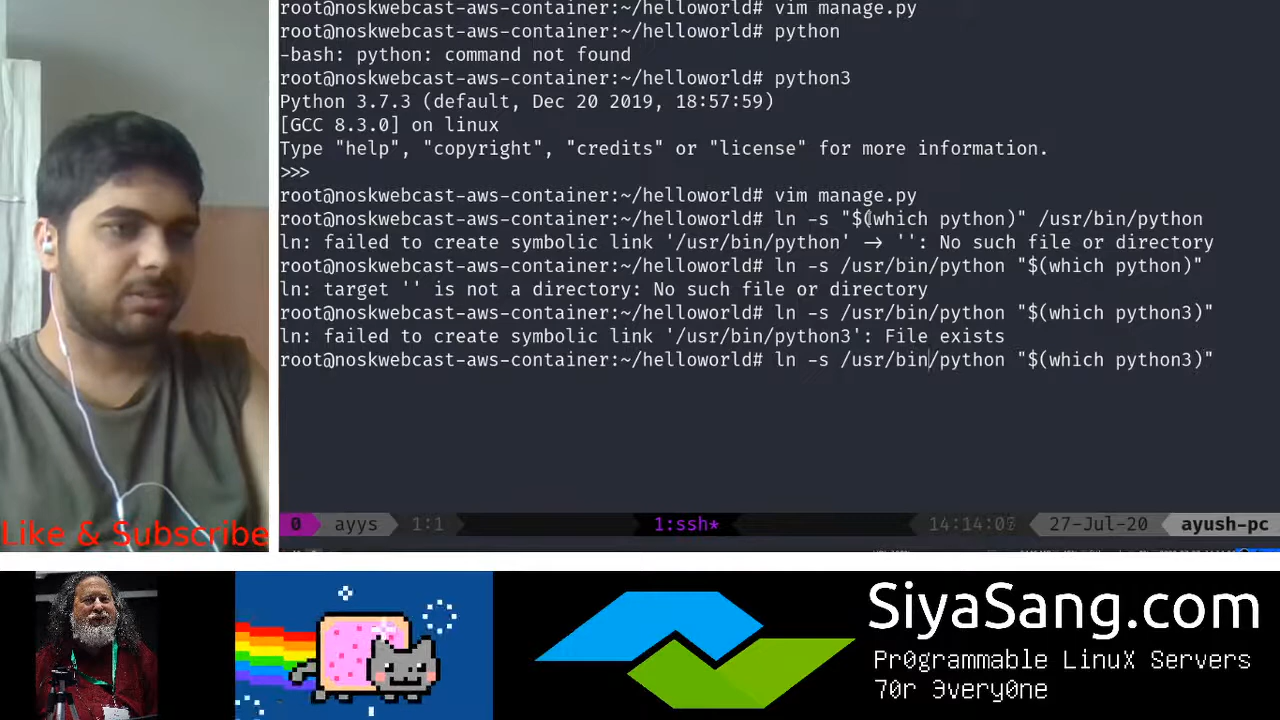 root@noskwebcast-aws-container:~/helloworld# vim manage.py
root@noskwebcast-aws-container:~/helloworld# python
-bash: python: command not found
root@noskwebcast-aws-container:~/helloworld# python3
Python 3.7.3 (default, Dec 20 2019, 18:57:59)
[GCC 8.3.0] on linux
Type "help", "copyright", "credits" or "license" for more information.
>>>
root@noskwebcast-aws-container:~/helloworld# vim manage.py
root@noskwebcast-aws-container:~/helloworld# ln -s "$(which python)" /usr/bin/python
ln: failed to create symbolic link '/usr/bin/python' → '': No such file or directory
root@noskwebcast-aws-container:~/helloworld# ln -s /usr/bin/python "$(which python)"
ln: target '' is not a directory: No such file or directory
root@noskwebcast-aws-container:~/helloworld# ln -s /usr/bin/python "$(which python3)"
ln: failed to create symbolic link '/usr/bin/python3': File exists
root@noskwebcast-aws-container:~/helloworld# ln -s /usr/bin/python "$(which python3)"
0 ayys 1:1 1:ssh* 27-Jul-20 ayush-pc
Like & Subscribe
SiyaSang.com
Pr0grammable LinuX Servers
70r 3very0ne